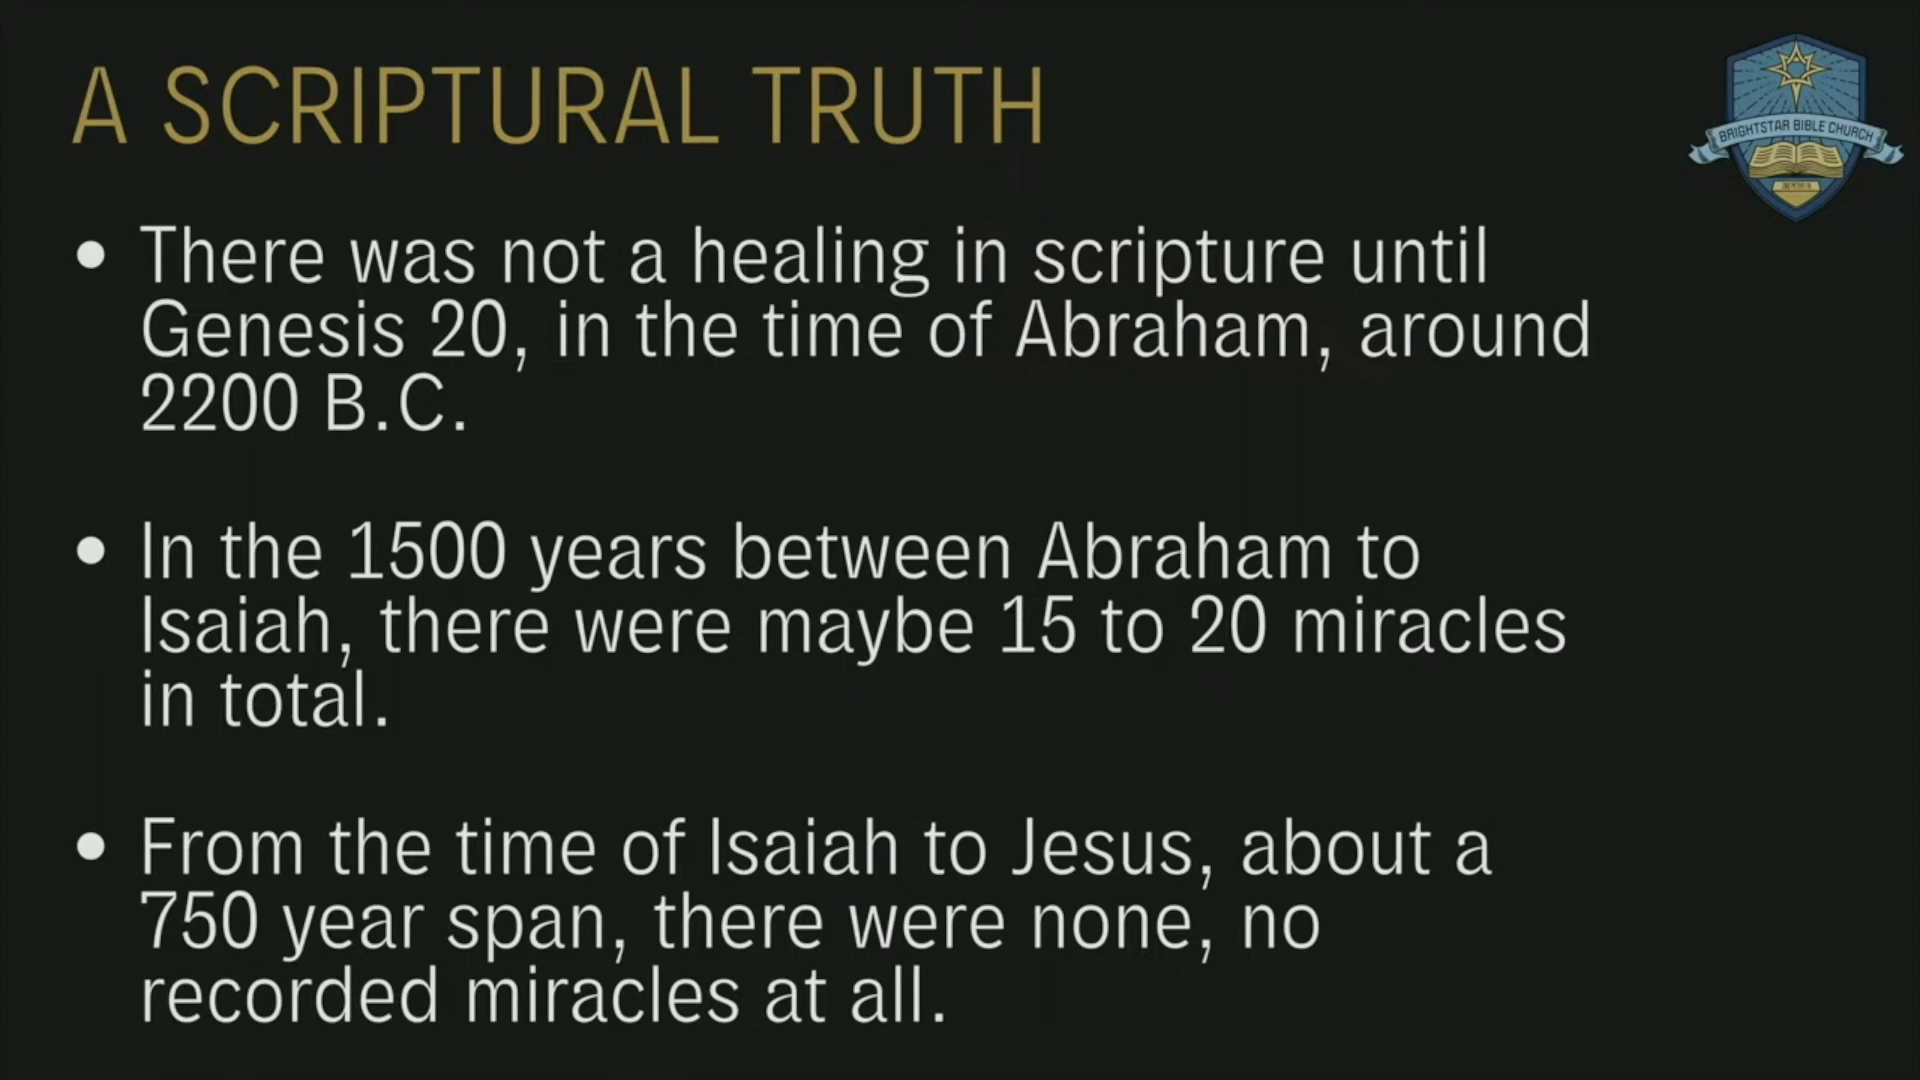 A SCRIPTURAL TRUTH
BRIGHTSTAR BIBLE CHURCH
• There was not a healing in scripture until
Genesis 20, in the time of Abraham, around
2200 B.C.
• In the 1500 years between Abraham to
Isaiah, there were maybe 15 to 20 miracles
in total.
• From the time of Isaiah to Jesus, about a
750 year span, there were none, no
recorded miracles at all.